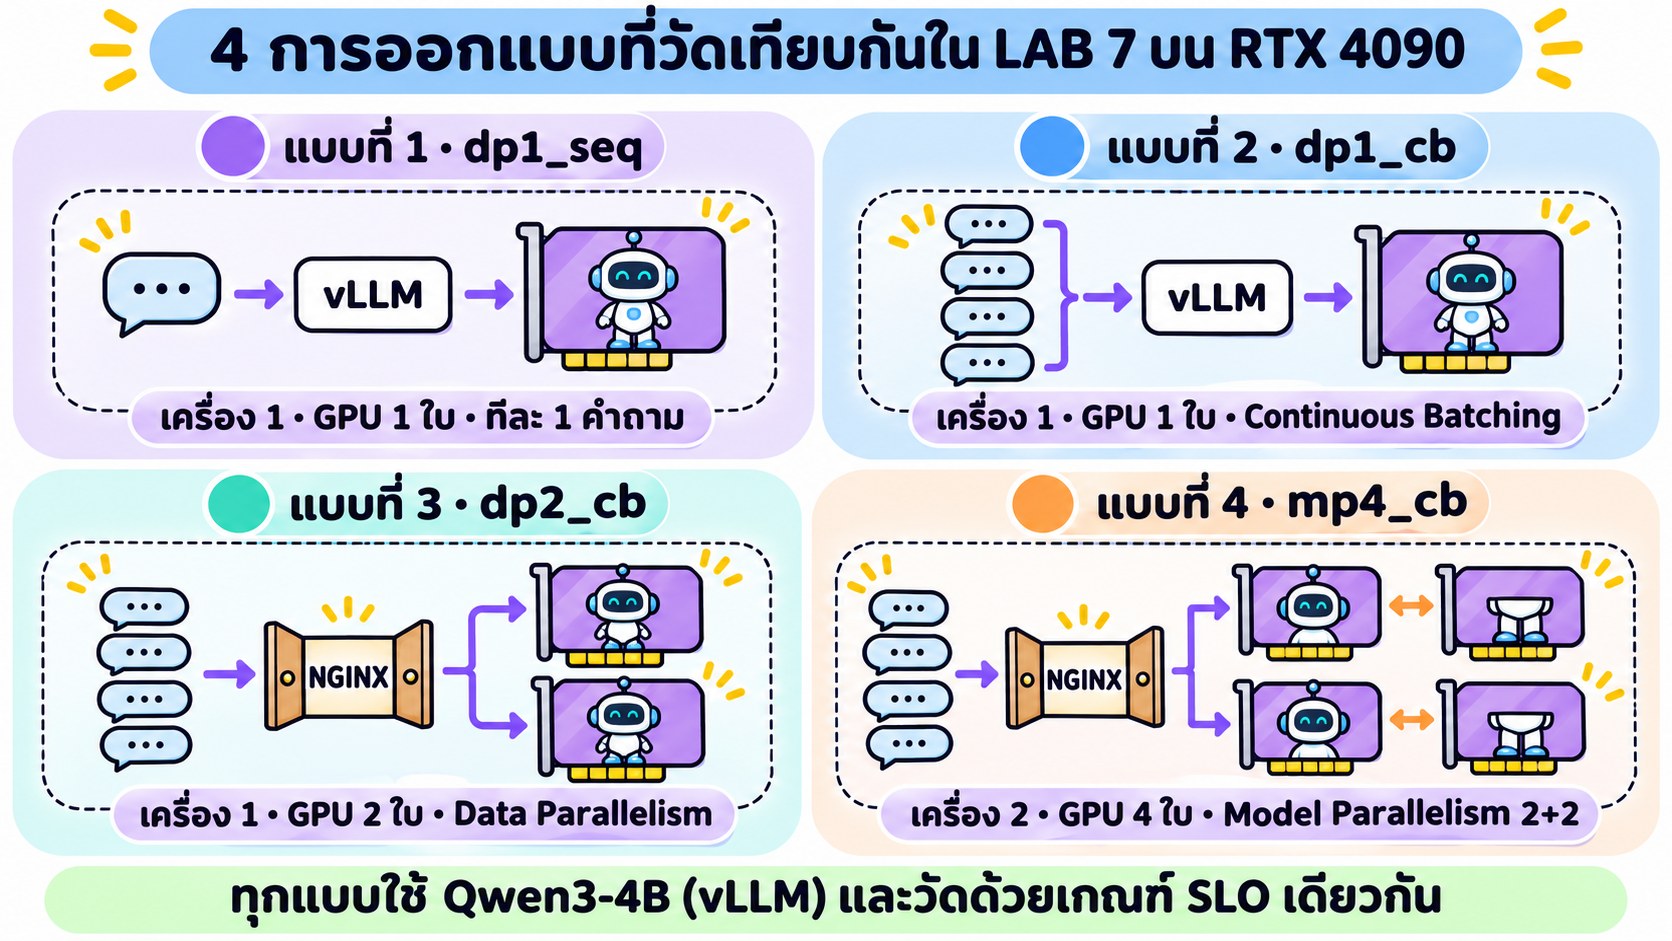 4 การออกแบบที่วัดเทียบกันใน LAB 7 บน RTX 4090
แบบที่ 1 • dp1_seq
vLLM
เครื่อง 1 • GPU 1 ใบ • ทีละ 1 คำถาม
แบบที่ 2 • dp1_cb
vLLM
เครื่อง 1 • GPU 1 ใบ • Continuous Batching
แบบที่ 3 • dp2_cb
NGINX
เครื่อง 1 • GPU 2 ใบ • Data Parallelism
แบบที่ 4 • mp4_cb
NGINX
เครื่อง 2 • GPU 4 ใบ • Model Parallelism 2+2
ทุกแบบใช้ Qwen3-4B (vLLM) และวัดด้วยเกณฑ์ SLO เดียวกัน